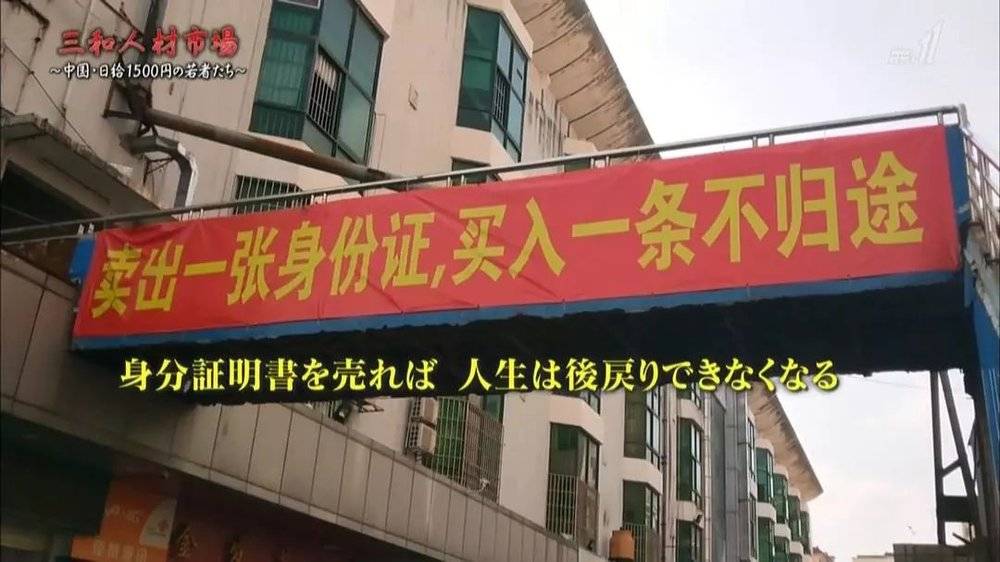 三和人材市場
～中国・日給1500円の若者たち～
卖出一张身份证,买入一条不归途
身分証明書を売れば 人生は後戻りできなくなる